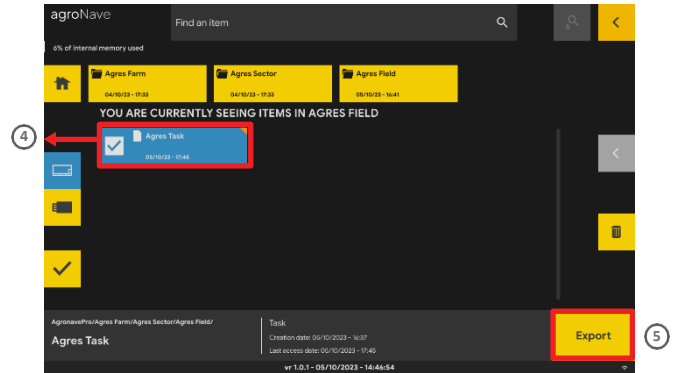 agroNave
Find an item
6% of internal memory used
Agres Farm
04/10/23 - 17:33
Agres Sector
04/10/23 - 17:33
Agres Field
05/10/23 - 16:41
YOU ARE CURRENTLY SEEING ITEMS IN AGRES FIELD
4
Agres Task
05/10/23 - 17:45
AgronavePro/Agres Farm/Agres Sector/Agres Field/
Agres Task
Task
Creation date: 05/10/2023 - 16:37
Last access date: 05/10/2023 - 17:45
Export
5
vr 1.0.1 - 05/10/2023 - 14:46:54